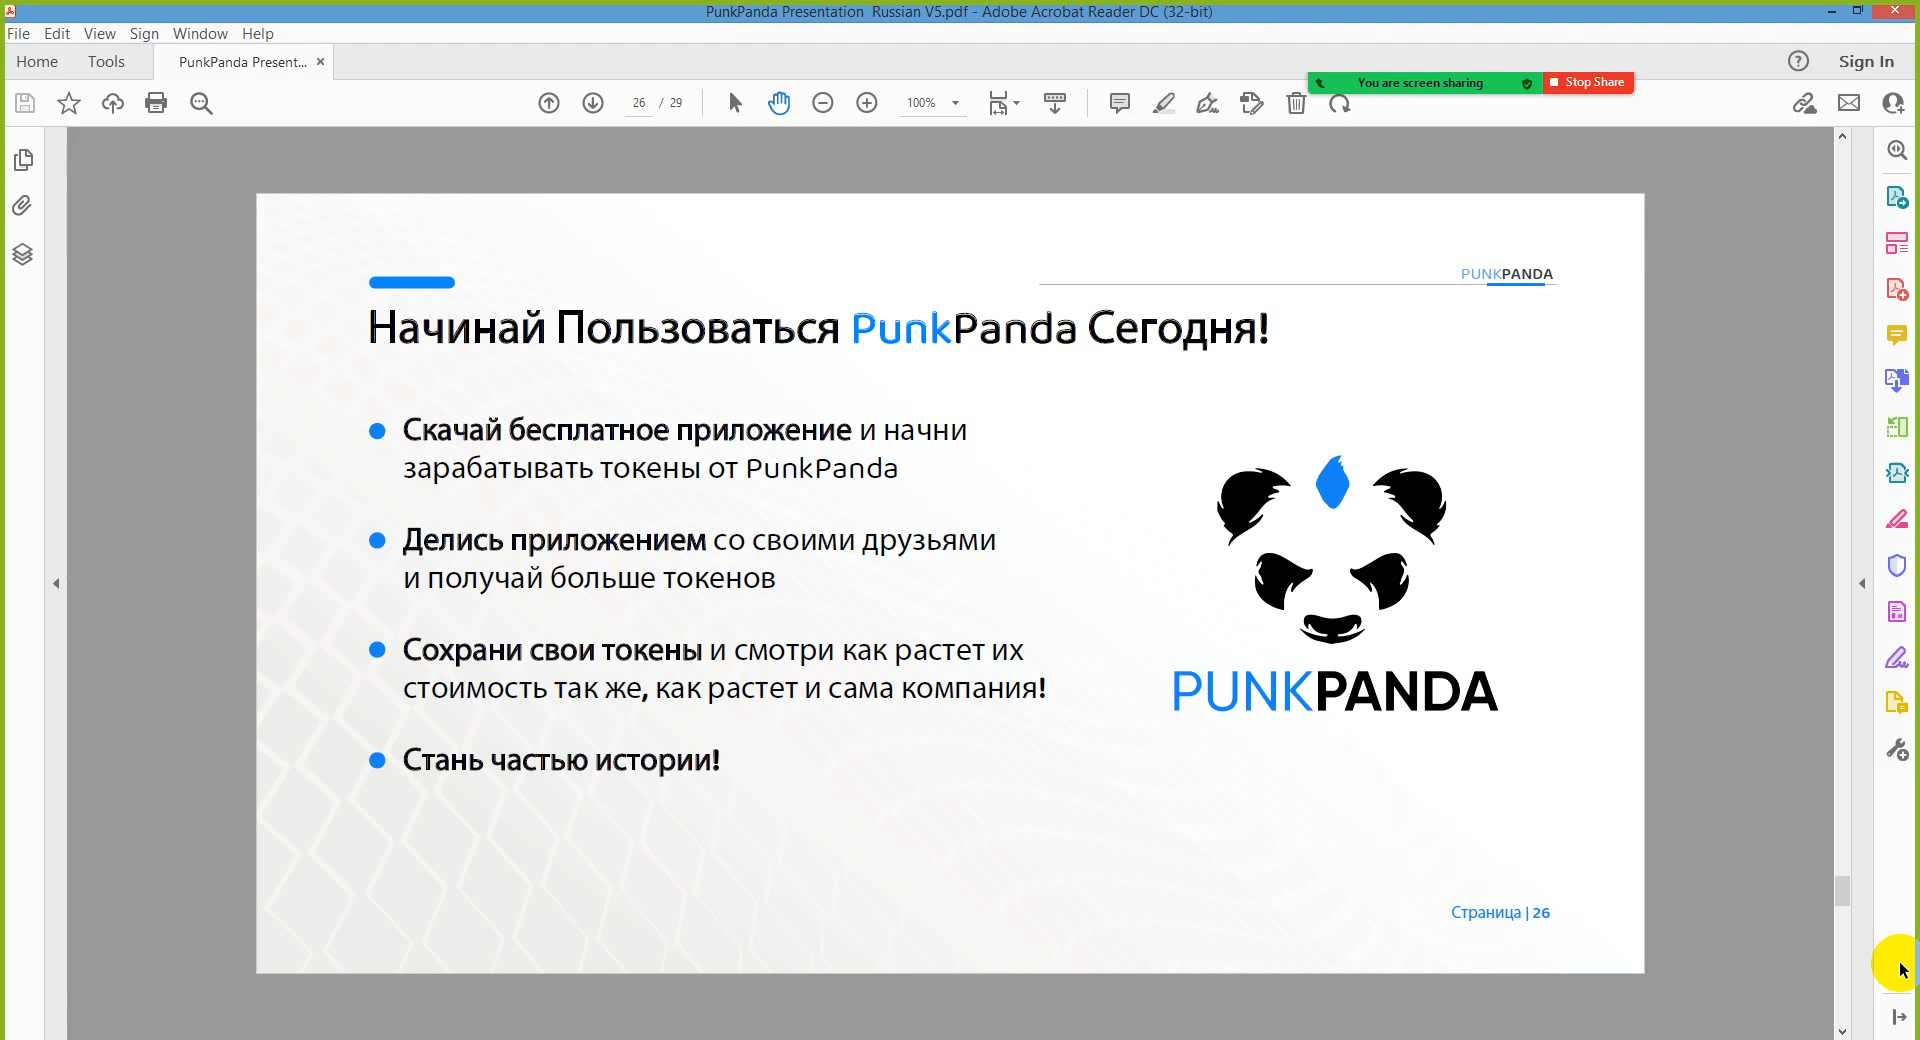 PunkPanda Presentation Russian V5.pdf - Adobe Acrobat Reader DC (32-bit)
File Edit View Sign Window Help
Home Tools PunkPanda Present... Sign In
You are screen sharing Stop Share
26 / 29 100%
PUNKPANDA
Начинай Пользоваться PunkPanda Сегодня!
Скачай бесплатное приложение и начни
зарабатывать токены от PunkPanda
Делись приложением со своими друзьями
и получай больше токенов
Сохрани свои токены и смотри как растет их
стоимость так же, как растет и сама компания!
Стань частью истории!
PUNKPANDA
Страница | 26